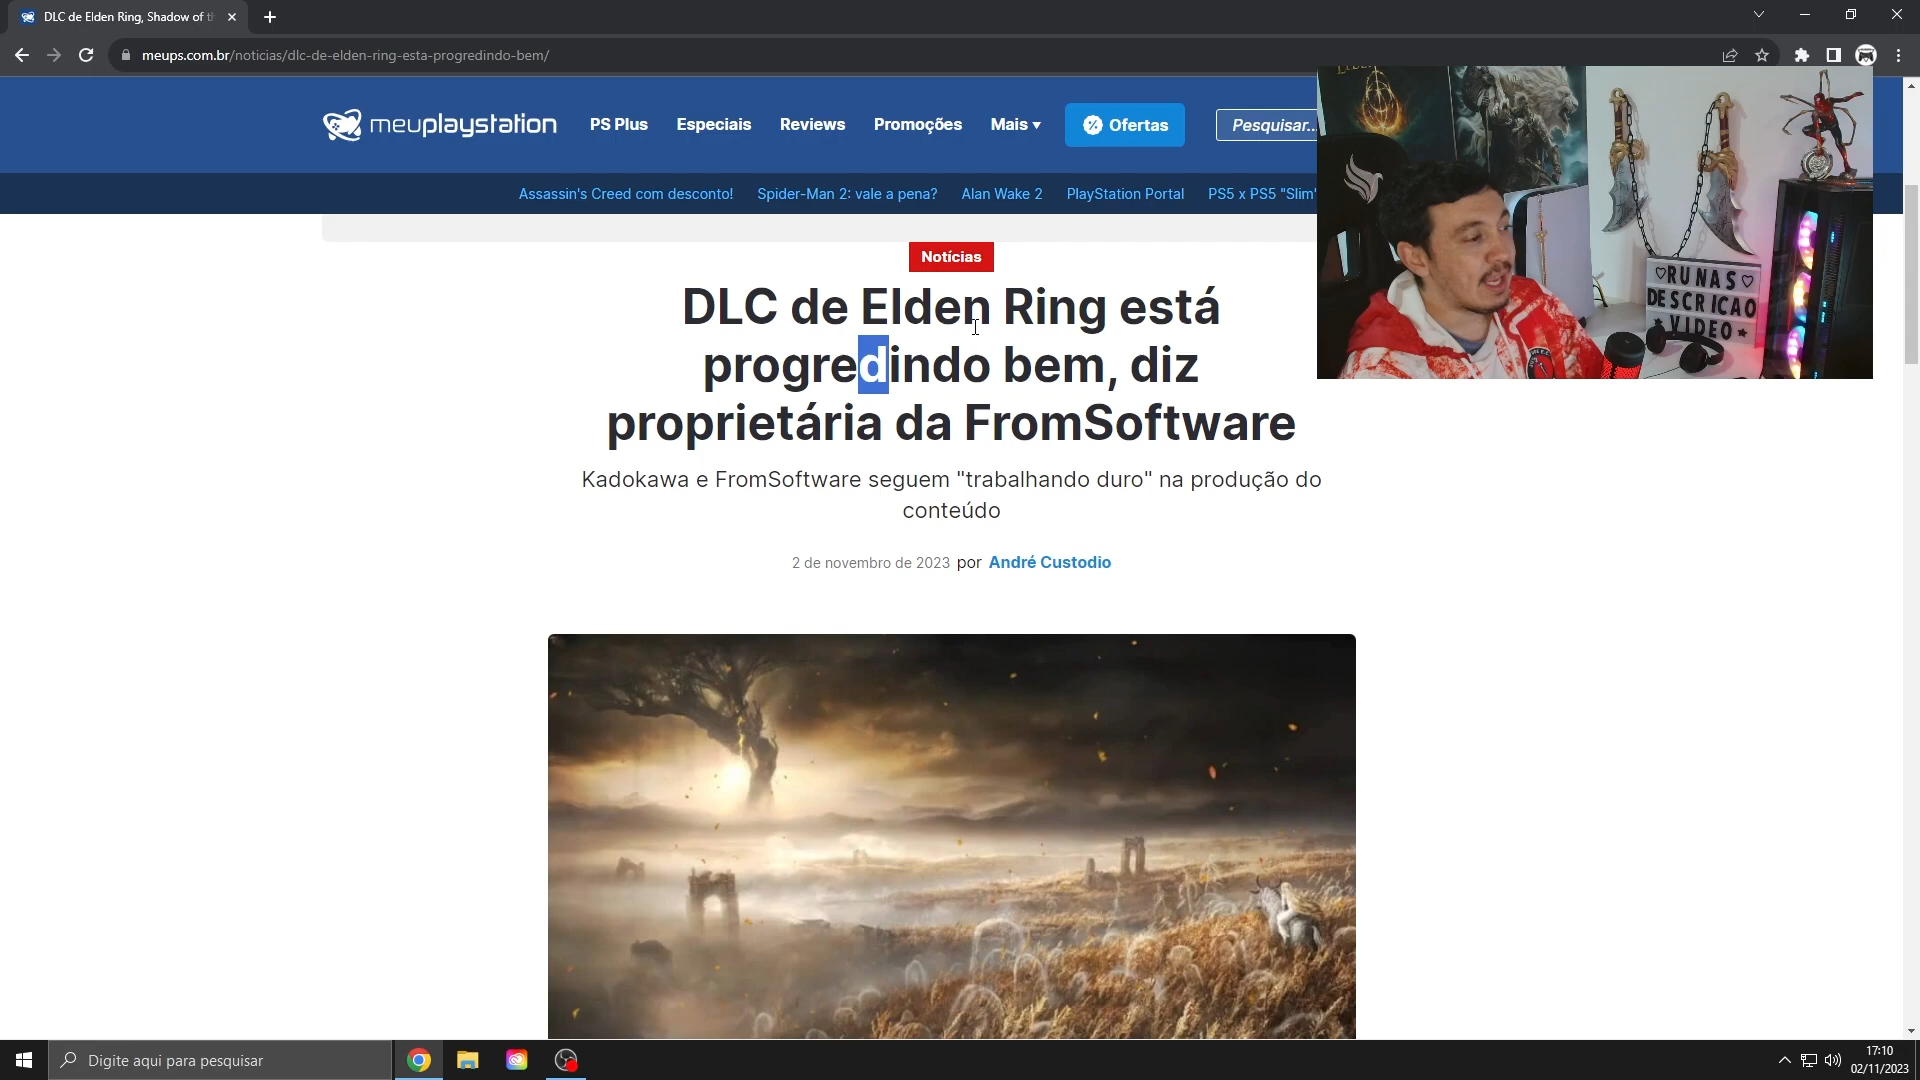 DLC de Elden Ring, Shadow of t
meups.com.br/noticias/dlc-de-elden-ring-esta-progredindo-bem/
meuplaystation
PS Plus
Especiais
Reviews
Promoções
Mais
Ofertas
Pesquisar...
Assassin's Creed com desconto!
Spider-Man 2: vale a pena?
Alan Wake 2
PlayStation Portal
PS5 x PS5 "Slim"
RUNAS
DESCRICAO
VIDEO
Notícias
DLC de Elden Ring está
progredindo bem, diz
proprietária da FromSoftware
Kadokawa e FromSoftware seguem "trabalhando duro" na produção do
conteúdo
2 de novembro de 2023 por André Custodio
Digite aqui para pesquisar
17:10
02/11/2023